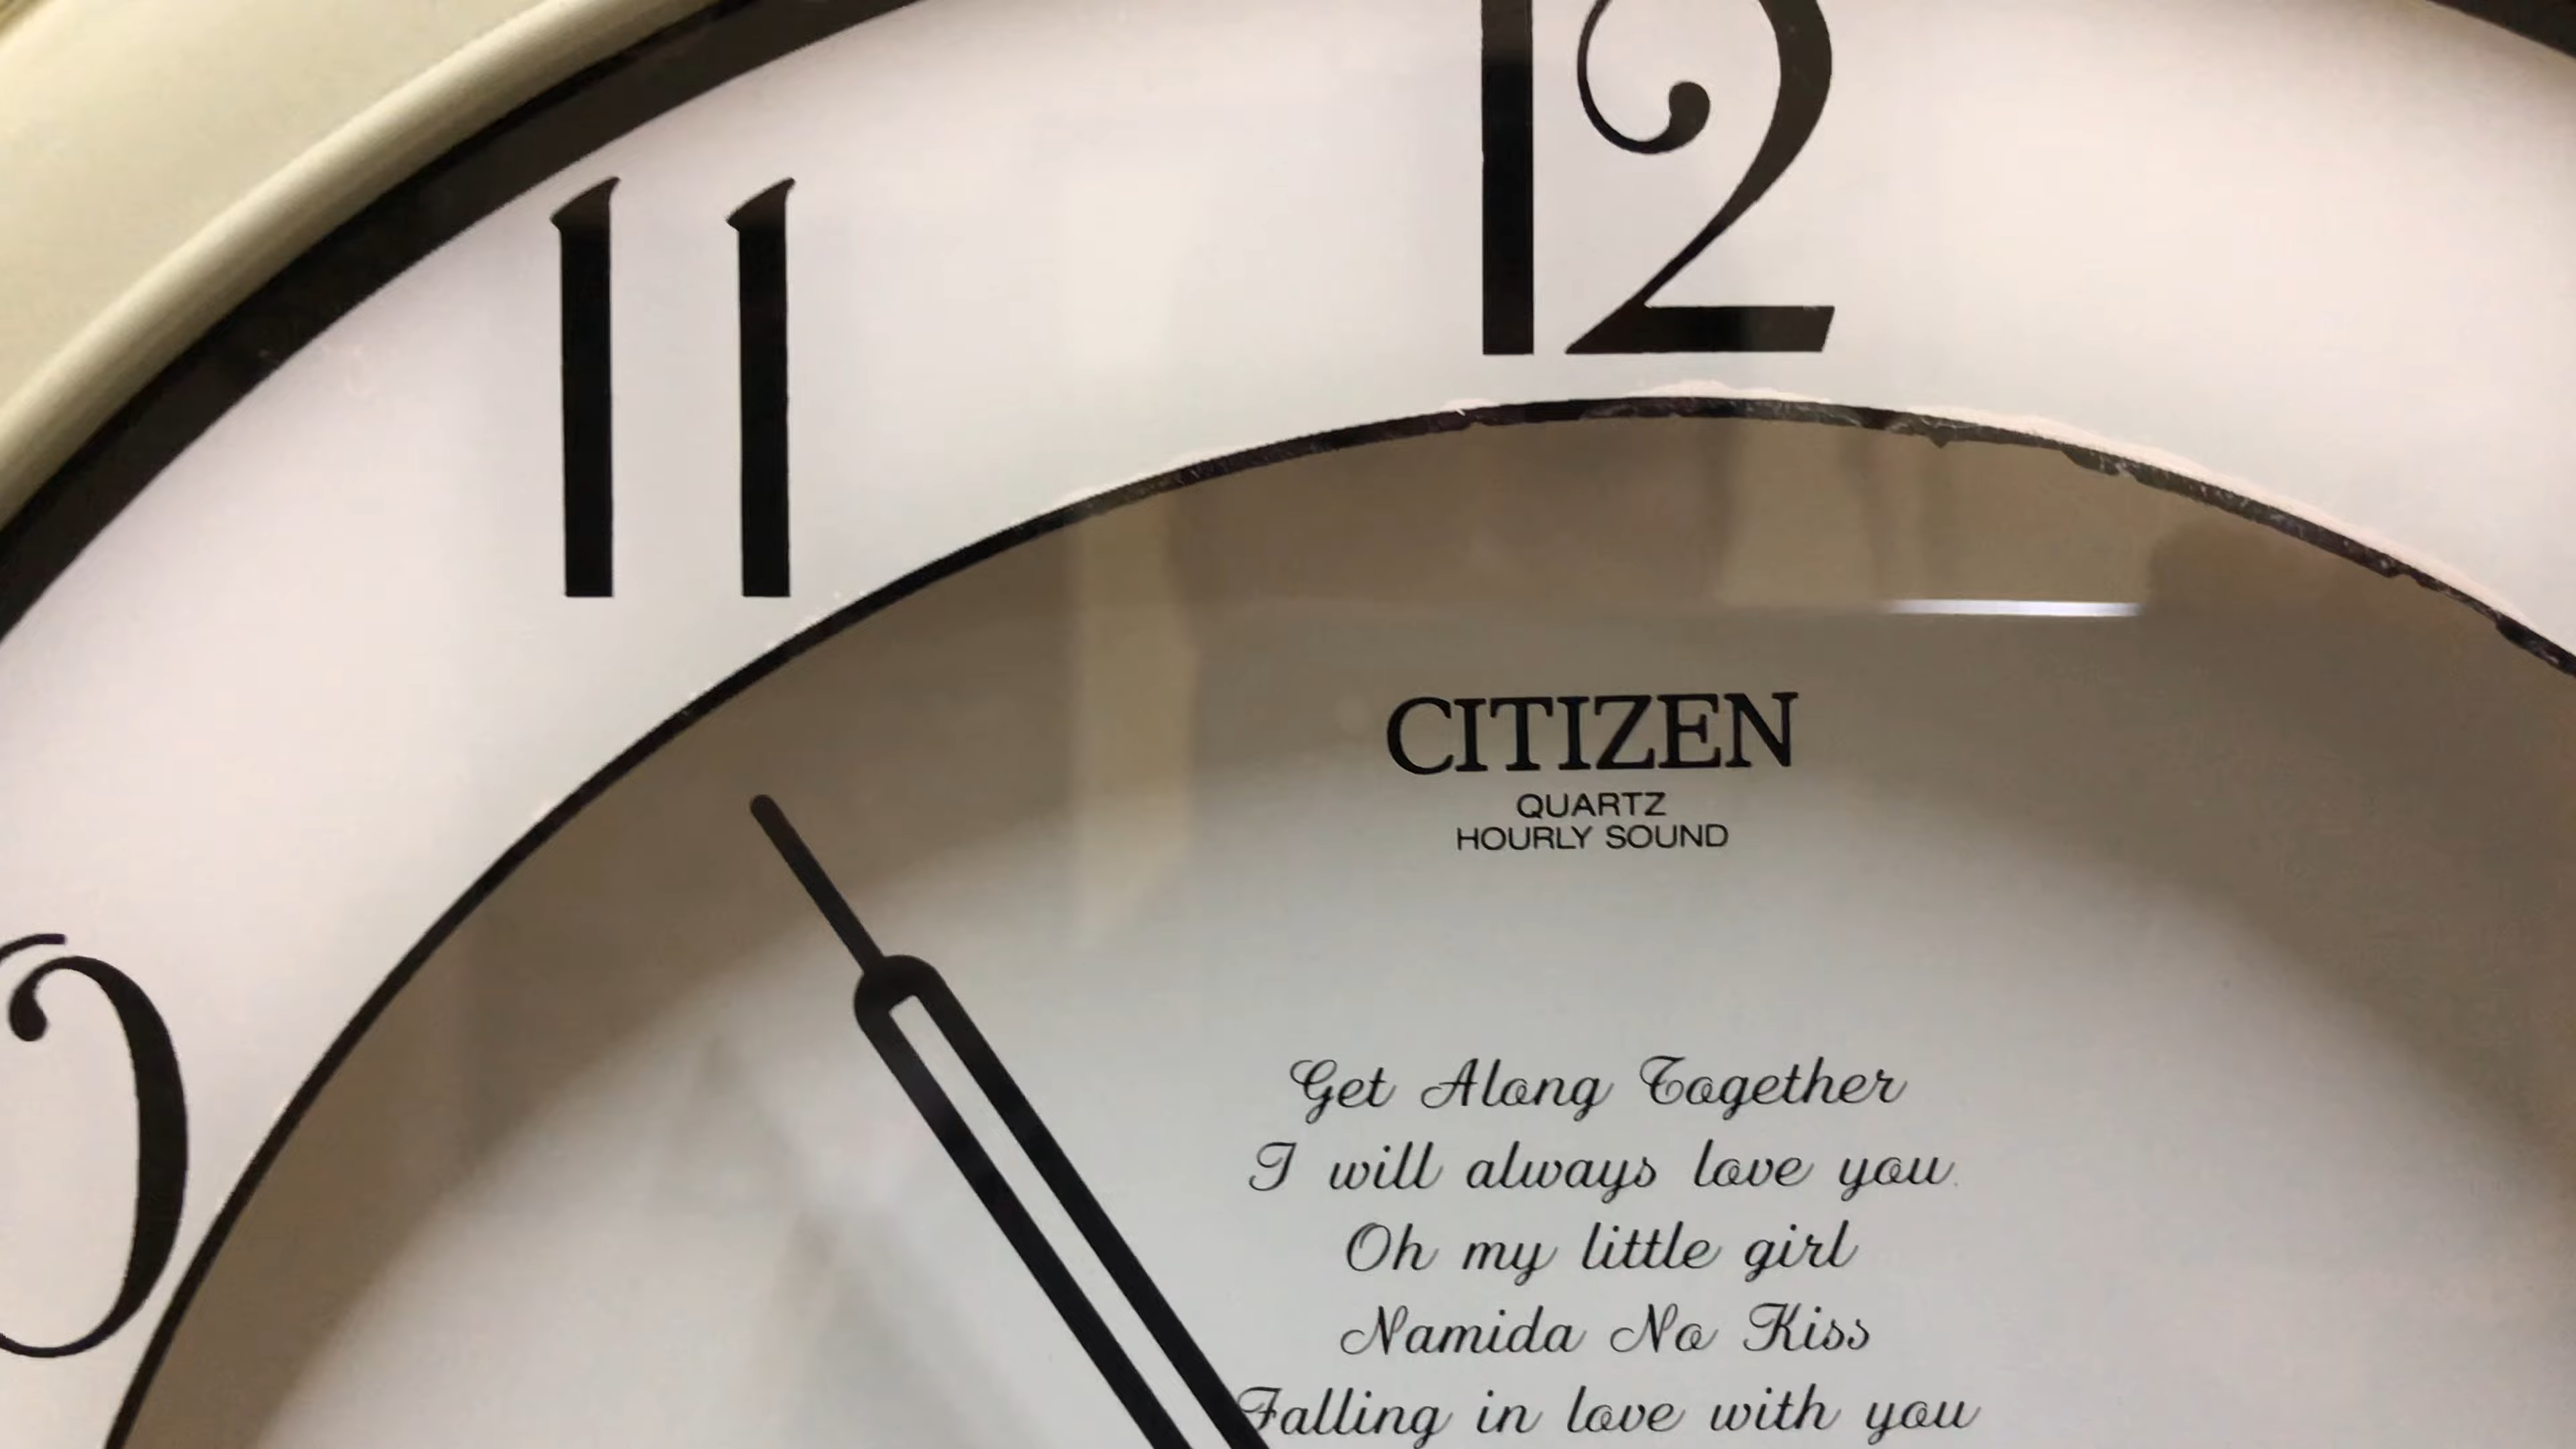 12
11
CITIZEN
QUARTZ
HOURLY SOUND
Get Along Together
I will always love you
Oh my little girl
Namida No Kiss
Falling in love with you